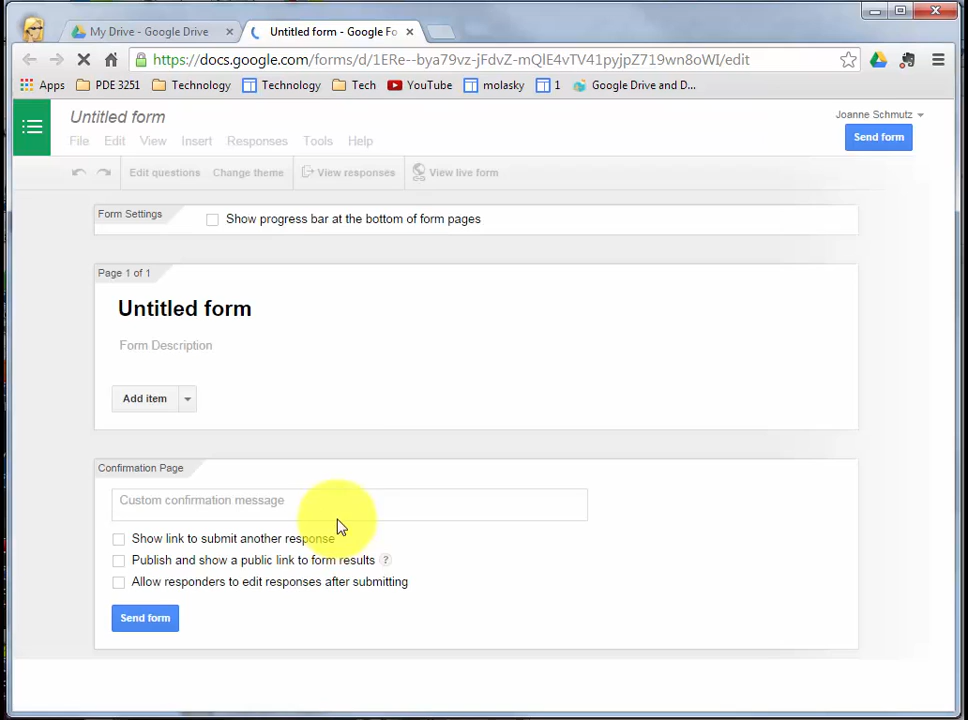 My Drive - Google Drive
Untitled form - Google Fo
https://docs.google.com/forms/d/1ERe--bya79vz-jFdvZ-mQlE4vTV41pyjpZ719wn8oWI/edit
Apps PDE 3251 Technology Technology Tech YouTube molasky 1 Google Drive and D...
Untitled form
Joanne Schmutz
File Edit View Insert Responses Tools Help
Send form
Edit questions Change theme View responses View live form
Form Settings
Show progress bar at the bottom of form pages
Page 1 of 1
Untitled form
Form Description
Add item
Confirmation Page
Custom confirmation message
Show link to submit another response
Publish and show a public link to form results ?
Allow responders to edit responses after submitting
Send form